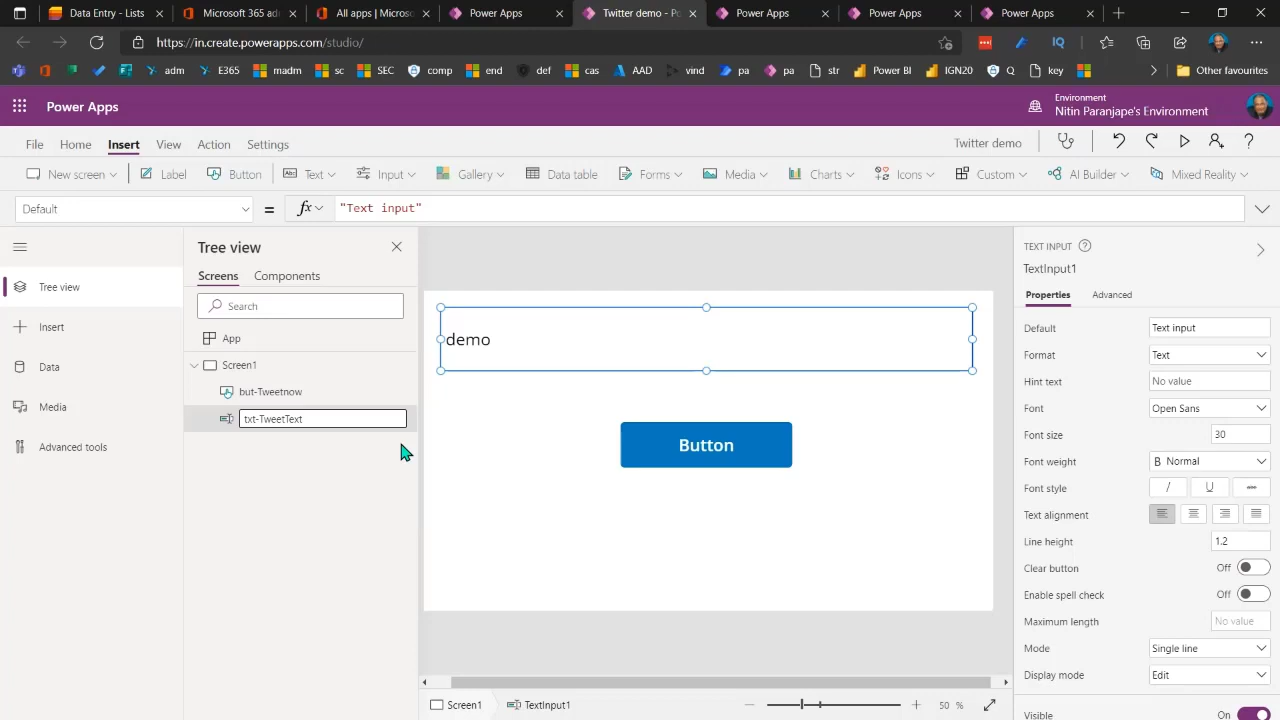 Data Entry - Lists
Microsoft 365 ad
All apps | Micros
Power Apps
Twitter demo - Po
Power Apps
Power Apps
Power Apps
https://in.create.powerapps.com/studio/
IQ
adm
E365
madm
sc
SEC
comp
end
def
cas
AAD
vind
pa
pa
str
Power BI
IGN20
Q
key
Other favourites
Power Apps
Environment
Nitin Paranjape's Environment
File
Home
Insert
View
Action
Settings
Twitter demo
?
New screen
Label
Button
Abc
Text
Input
Gallery
Data table
Forms
Media
Charts
Icons
Custom
AI Builder
Mixed Reality
Default
=
fx
"Text input"
Tree view
Insert
Data
Media
Advanced tools
Tree view
Screens
Components
Search
App
Screen1
but-Tweetnow
txt-TweetText
demo
Button
TEXT INPUT
?
TextInput1
Properties
Advanced
Default
Text input
Format
Text
Hint text
No value
Font
Open Sans
Font size
30
Font weight
B Normal
Font style
/
U
abc
Text alignment
Line height
1.2
Clear button
Off
Enable spell check
Off
Maximum length
No value
Mode
Single line
Display mode
Edit
Visible
On
Screen1
TextInput1
50 %